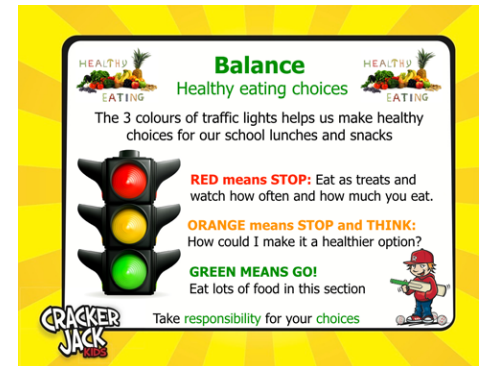 HEALTHY
EATING
HEALTHY
EATING
Balance
Healthy eating choices
The 3 colours of traffic lights helps us make healthy
choices for our school lunches and snacks
RED means STOP: Eat as treats and
watch how often and how much you eat.
ORANGE means STOP and THINK:
How could I make it a healthier option?
GREEN MEANS GO!
Eat lots of food in this section
CRACKER
JACK
KIDS
Take responsibility for your choices